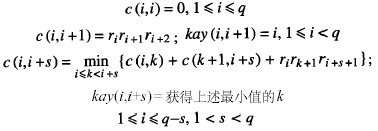 c(i,i)=0, 1≤i≤q
c(i,i+1)=r_i r_{i+1} r_{i+2}; kay(i,i+1)=i, 1≤i<q
c(i,i+s)=min_{i≤k<i+s}{c(i,k)+c(k+1,i+s)+r_i r_{k+1} r_{i+s+1}};
kay(i,i+s)=获得上述最小值的k
1≤i≤q-s, 1<s<q